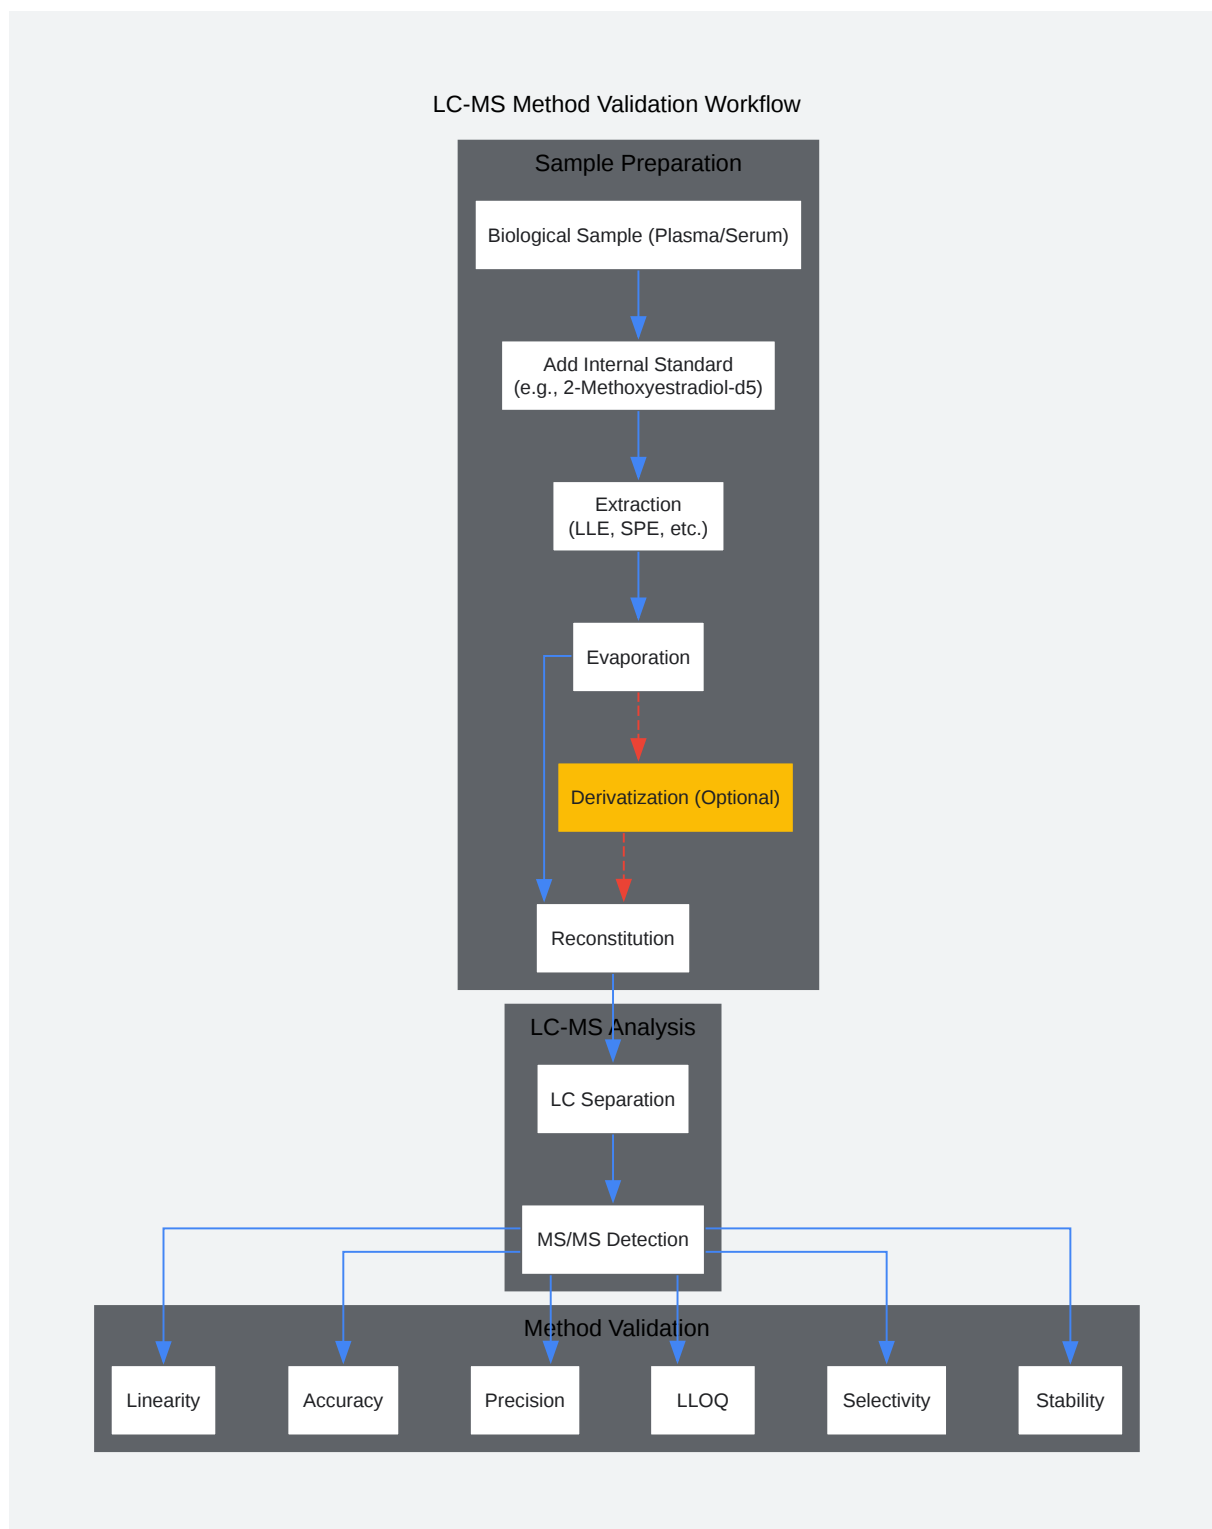 LC-MS Method Validation Workflow
Sample Preparation
Biological Sample (Plasma/Serum)
Add Internal Standard
(e.g., 2-Methoxyestradiol-d5)
Extraction
(LLE, SPE, etc.)
Evaporation
Derivatization (Optional)
Reconstitution
LC-MS Analysis
LC Separation
MS/MS Detection
Method Validation
Linearity
Accuracy
Precision
LLOQ
Selectivity
Stability